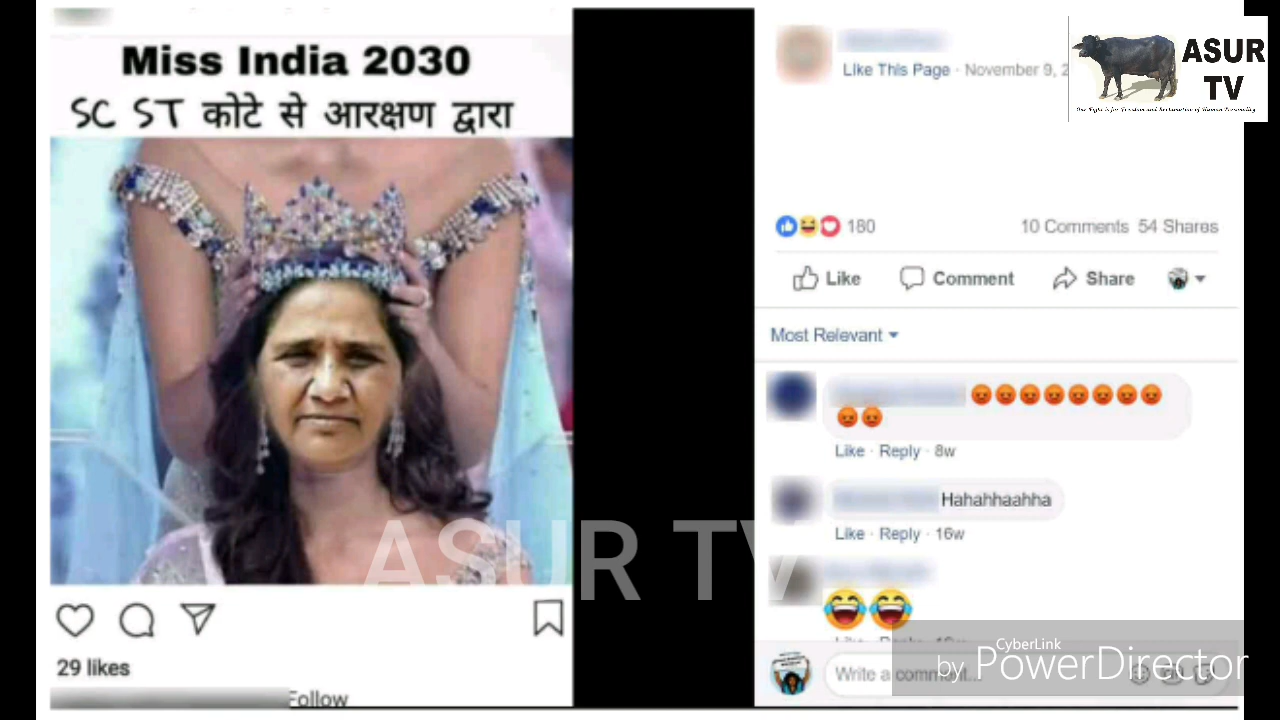 Miss India 2030
SC ST कोटे से आरक्षण द्वारा
29 likes
Follow
Like This Page · November 9, 2
ASUR
TV
180
10 Comments 54 Shares
Like Comment Share
Most Relevant
Like · Reply · 8w
Hahahhaahha
Like · Reply · 16w
Write a comment...
ASUR TV
CyberLink
by PowerDirector